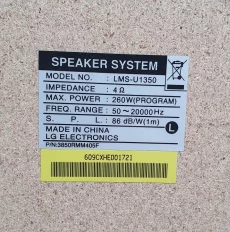 SPEAKER SYSTEM
MODEL NO. : LMS-U1350
IMPEDANCE : 4Ω
MAX. POWER : 260W(PROGRAM)
FREQ. RANGE : 50~20000Hz
S. P. L. : 86 dB/W(1m)
MADE IN CHINA
LG ELECTRONICS L
P/N:3850RMM405F
609CXHE001721